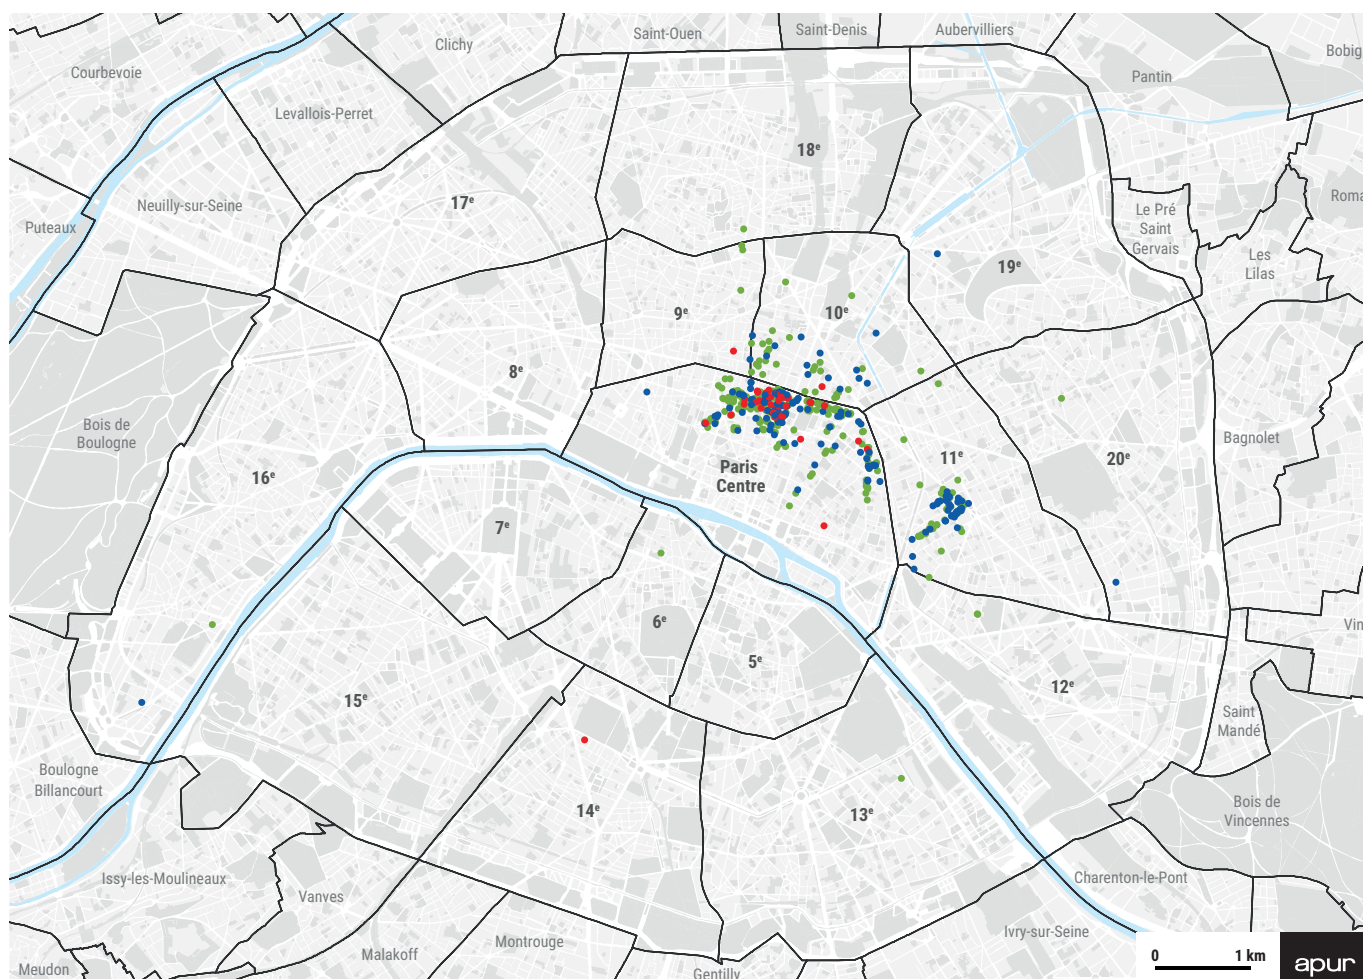 Saint-Ouen
Saint-Denis
Aubervilliers
Clichy
Courbevoie
Bobig
Pantin
Levallois-Perret
18e
17e
Neuilly-sur-Seine
Puteaux
Le Pré
Saint
Gervais
Roma
Les
Lilas
19e
9e
10e
8e
Bois de
Boulogne
Bagnolet
11e
20e
Paris
Centre
16e
7e
6e
5e
Vin
12e
15e
Saint
Mandé
Boulogne
Billancourt
14e
13e
Bois de
Vincennes
Issy-les-Moulineaux
Charenton-le-Pont
Vanves
Ivry-sur-Seine
Montrouge
Malakoff
Meudon
Gentilly
0 1 km
apur